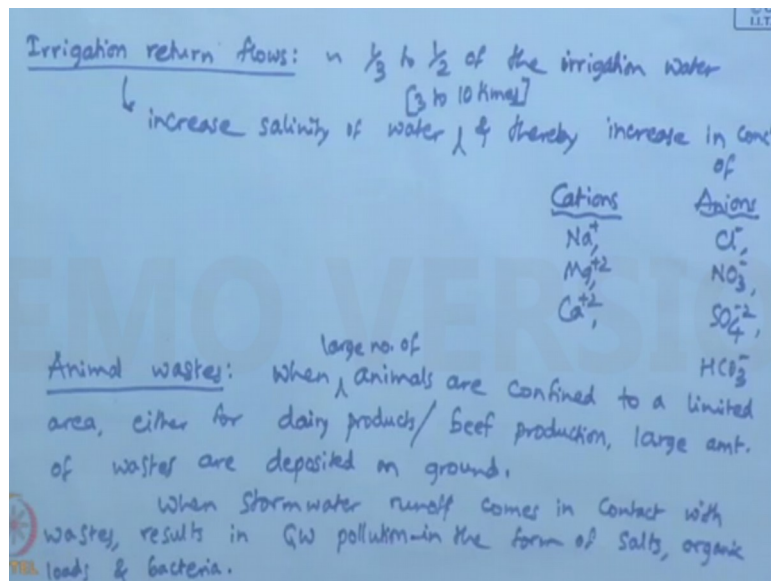 I.I.T.
Irrigation return flows: ~ 1/3 to 1/2 of the irrigation water
[3 to 10 times]
increase salinity of water & thereby increase in conc
of
Cations Anions
Na+, Cl-,
Mg+2, NO3-,
Ca+2, SO4-2,
HCO3-
large no. of
Animal wastes: when animals are confined to a limited
area, either for dairy products/ beef production, large amt.
of wastes are deposited on ground.
When stormwater runoff comes in contact with
wastes, results in GW pollution-in the form of salts, organic
loads & bacteria.
DEMO VERSION